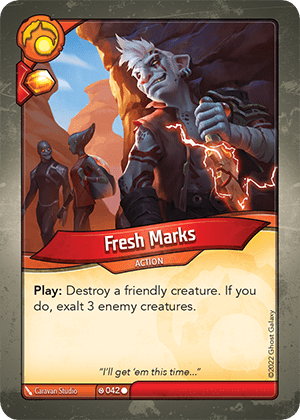 Fresh Marks
ACTION
Play: Destroy a friendly creature. If you
do, exalt 3 enemy creatures.
"I'll get 'em this time..."
Caravan Studio
042
©2022 Ghost Galaxy